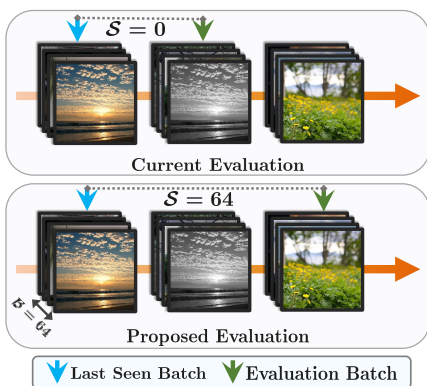 𝒮 = 0
Current Evaluation
𝒮 = 64
ℬ = 64
Proposed Evaluation
Last Seen Batch
Evaluation Batch